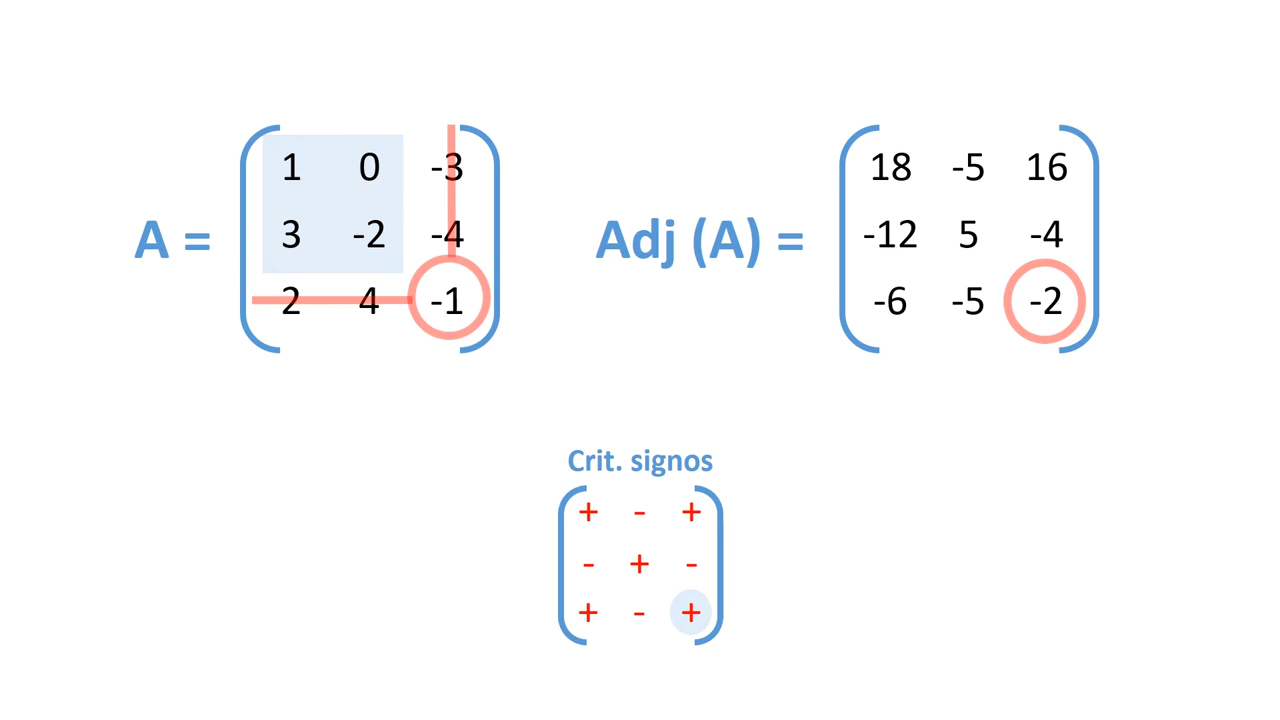 1 0 -3
A = 3 -2 -4
2 4 -1
18 -5 16
Adj (A) = -12 5 -4
-6 -5 -2
Crit. signos
+ - +
- + -
+ - +